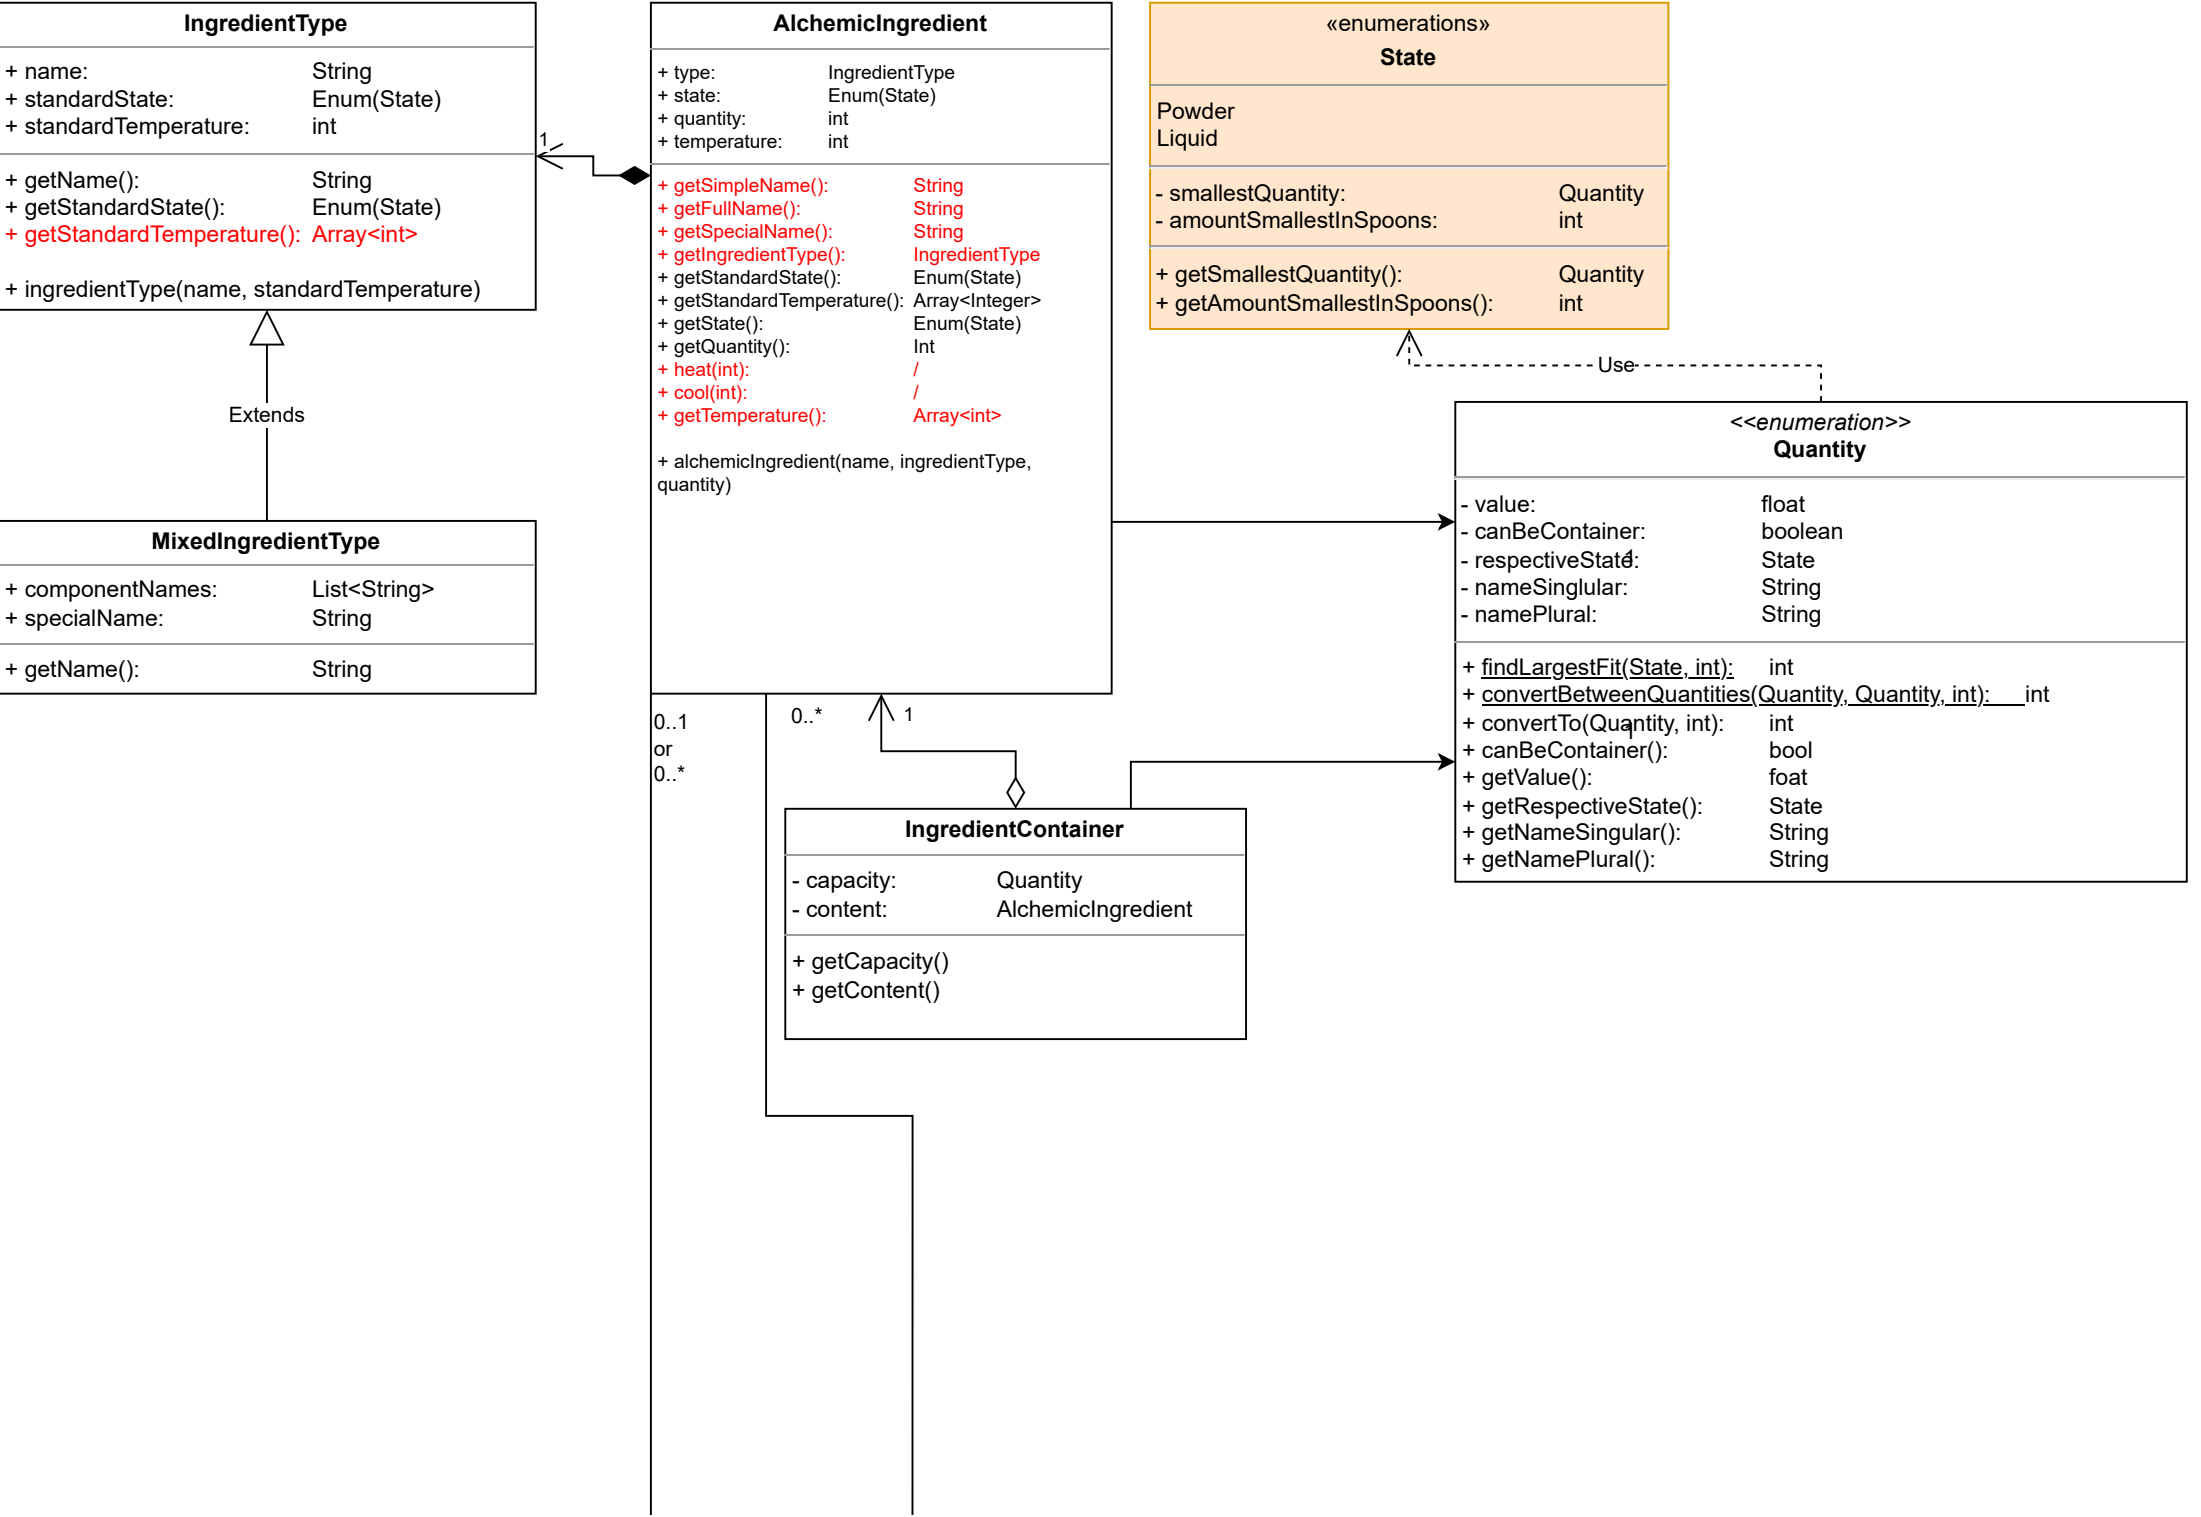 IngredientType
+ name: String
+ standardState: Enum(State)
+ standardTemperature: int
+ getName(): String
+ getStandardState(): Enum(State)
+ getStandardTemperature(): Array<int>
+ ingredientType(name, standardTemperature)
1
Extends
MixedIngredientType
+ componentNames: List<String>
+ specialName: String
+ getName(): String
AlchemicIngredient
+ type: IngredientType
+ state: Enum(State)
+ quantity: int
+ temperature: int
+ getSimpleName(): String
+ getFullName(): String
+ getSpecialName(): String
+ getIngredientType(): IngredientType
+ getStandardState(): Enum(State)
+ getStandardTemperature(): Array<Integer>
+ getState(): Enum(State)
+ getQuantity(): Int
+ heat(int): /
+ cool(int): /
+ getTemperature(): Array<int>
+ alchemicIngredient(name, ingredientType,
quantity)
0..1
or
0..*
0..*
1
IngredientContainer
- capacity: Quantity
- content: AlchemicIngredient
+ getCapacity()
+ getContent()
«enumerations»
State
Powder
Liquid
- smallestQuantity: Quantity
- amountSmallestInSpoons: int
+ getSmallestQuantity(): Quantity
+ getAmountSmallestInSpoons(): int
Use
<<enumeration>>
Quantity
- value: float
- canBeContainer: boolean
- respectiveState: State
1
- nameSinglular: String
- namePlural: String
+ findLargestFit(State, int): int
+ convertBetweenQuantities(Quantity, Quantity, int): int
+ convertTo(Quantity, int): int
1
+ canBeContainer(): bool
+ getValue(): foat
+ getRespectiveState(): State
+ getNameSingular(): String
+ getNamePlural(): String